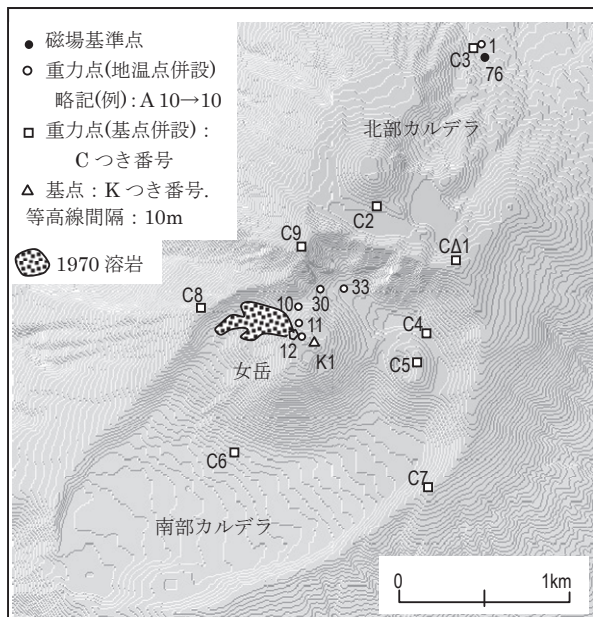 ● 磁場基準点
○ 重力点(地温点併設)
略記(例)：A 10→10
□ 重力点(基点併設)：
C つき番号
△ 基点：K つき番号.
等高線間隔：10m
1970 溶岩
C3
1
76
北部カルデラ
C2
C9
CΔ1
C8
10
30
33
11
12
K1
C4
C5
女岳
C6
C7
南部カルデラ
0 1km